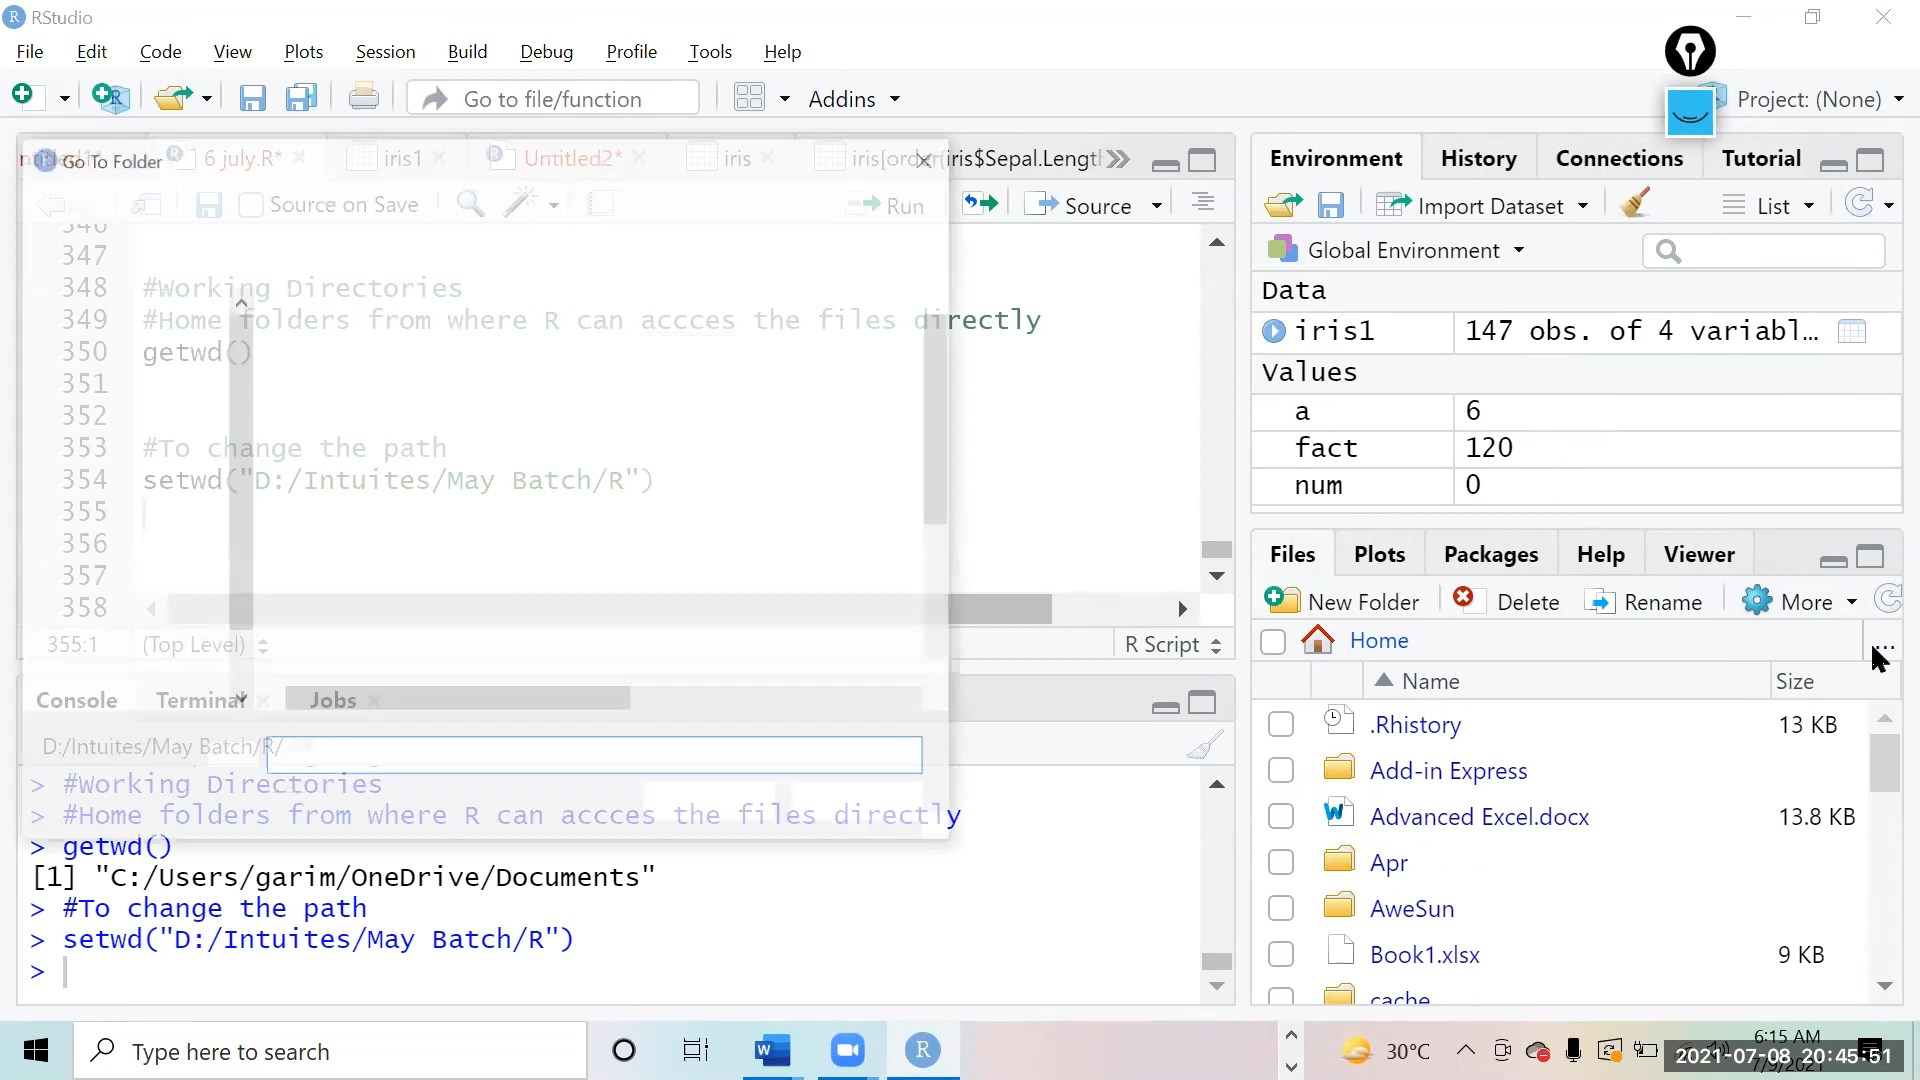 RStudio
File Edit Code View Plots Session Build Debug Profile Tools Help
Go to file/function
Addins
Project: (None)
Go To Folder
6 july.R*
iris1
Untitled2*
iris
iris[order(iris$Sepal.Lengt
Source on Save
Run
Source
346
347
348 #Working Directories
349 #Home folders from where R can accces the files directly
350 getwd()
351
352
353 #To change the path
354 setwd("D:/Intuites/May Batch/R")
355
356
357
358
355:1 (Top Level)
R Script
Console Terminal Jobs
D:/Intuites/May Batch/R/
> #Working Directories
> #Home folders from where R can accces the files directly
> getwd()
[1] "C:/Users/garim/OneDrive/Documents"
> #To change the path
> setwd("D:/Intuites/May Batch/R")
>
Environment History Connections Tutorial
Import Dataset
List
Global Environment
Data
iris1 147 obs. of 4 variabl...
Values
a 6
fact 120
num 0
Files Plots Packages Help Viewer
New Folder Delete Rename More
Home
...
Name Size
.Rhistory 13 KB
Add-in Express
Advanced Excel.docx 13.8 KB
Apr
AweSun
Book1.xlsx 9 KB
cache
Type here to search
30°C
6:15 AM
2021-07-08 20:45:51